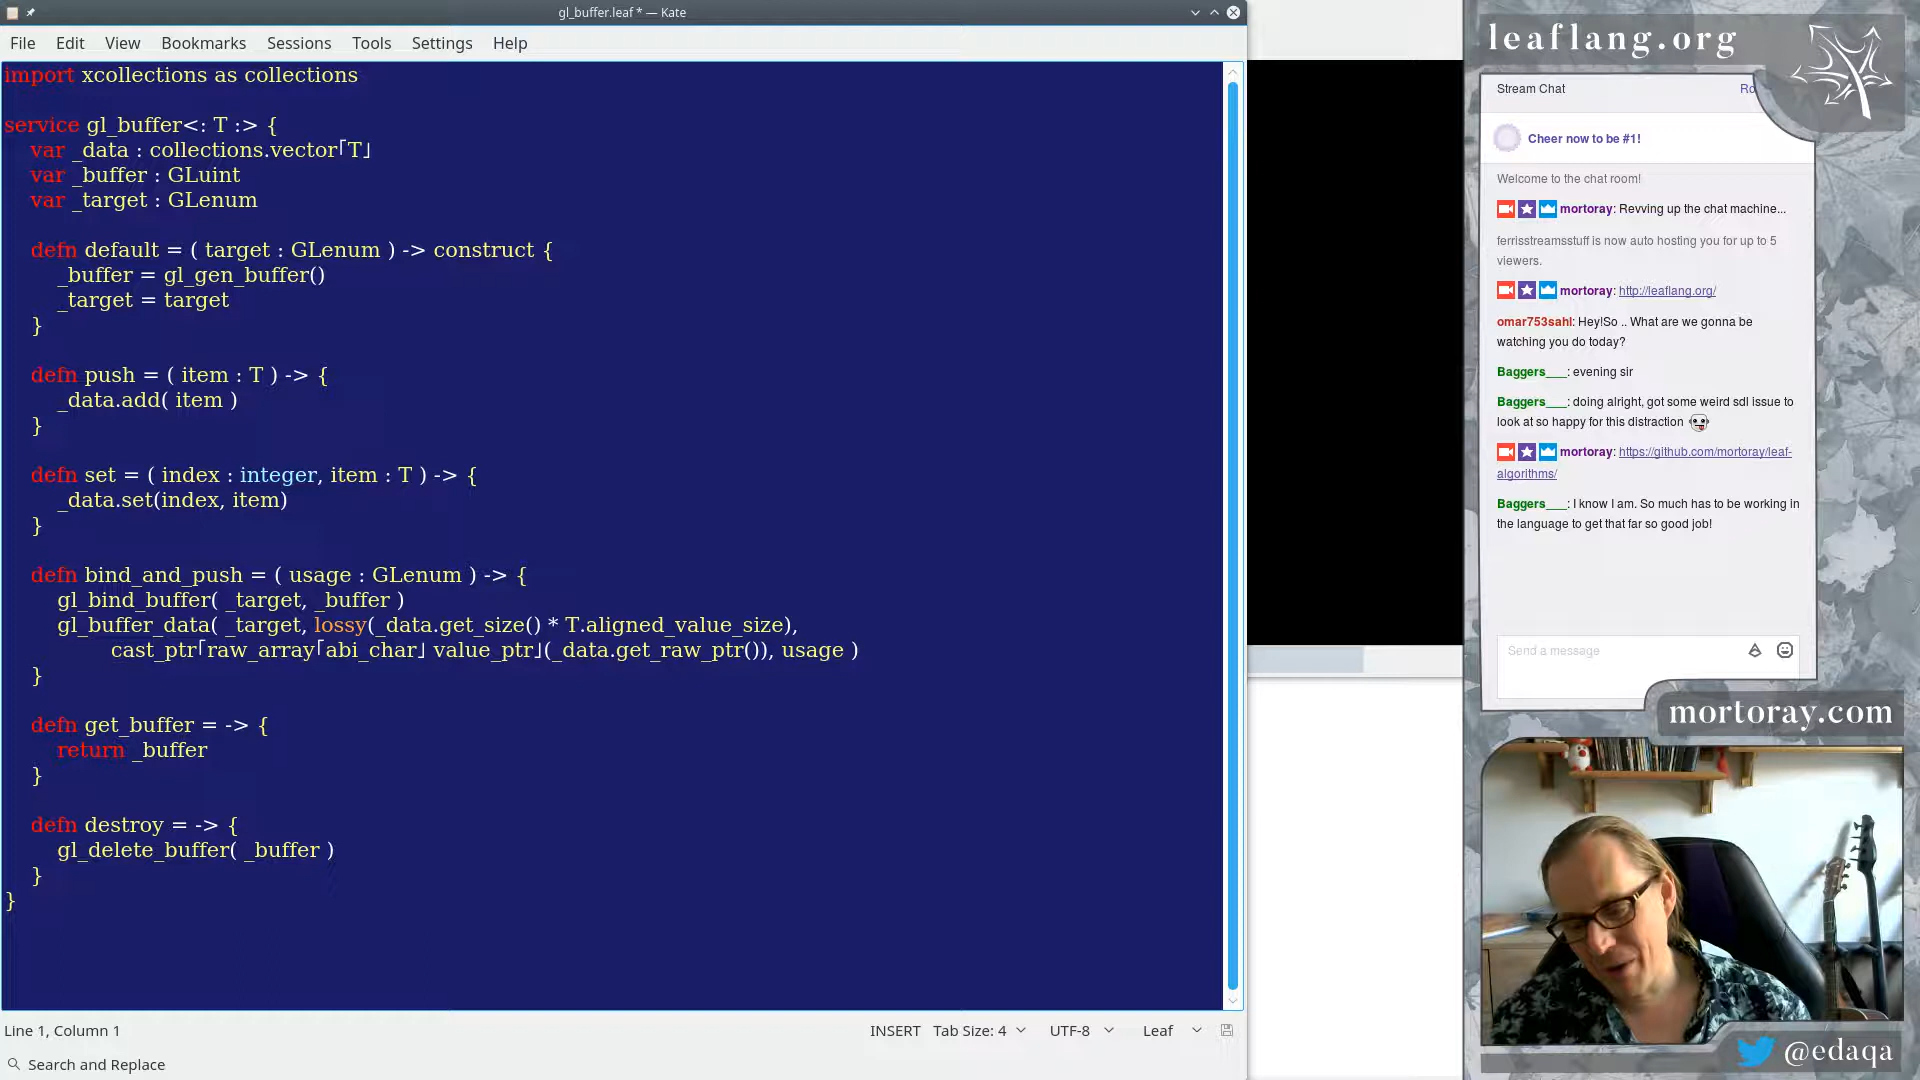 gl_buffer.leaf * — Kate
File Edit View Bookmarks Sessions Tools Settings Help
import xcollections as collections
service gl_buffer<: T :> {
var _data : collections.vector「T」
var _buffer : GLuint
var _target : GLenum
defn default = ( target : GLenum ) -> construct {
_buffer = gl_gen_buffer()
_target = target
}
defn push = ( item : T ) -> {
_data.add( item )
}
defn set = ( index : integer, item : T ) -> {
_data.set(index, item)
}
defn bind_and_push = ( usage : GLenum ) -> {
gl_bind_buffer( _target, _buffer )
gl_buffer_data( _target, lossy(_data.get_size() * T.aligned_value_size),
cast_ptr「raw_array「abi_char」 value_ptr」(_data.get_raw_ptr()), usage )
}
defn get_buffer = -> {
return _buffer
}
defn destroy = -> {
gl_delete_buffer( _buffer )
}
}
Line 1, Column 1
INSERT Tab Size: 4 UTF-8 Leaf
Search and Replace
leaflang.org
Stream Chat
Cheer now to be #1!
Welcome to the chat room!
mortoray: Revving up the chat machine...
ferrisstreamsstuff is now auto hosting you for up to 5
viewers.
mortoray: http://leaflang.org/
omar753sahl: Hey!So .. What are we gonna be
watching you do today?
Baggers___: evening sir
Baggers___: doing alright, got some weird sdl issue to
look at so happy for this distraction
mortoray: https://github.com/mortoray/leaf-
algorithms/
Baggers___: I know I am. So much has to be working in
the language to get that far so good job!
Send a message
mortoray.com
@edaqa